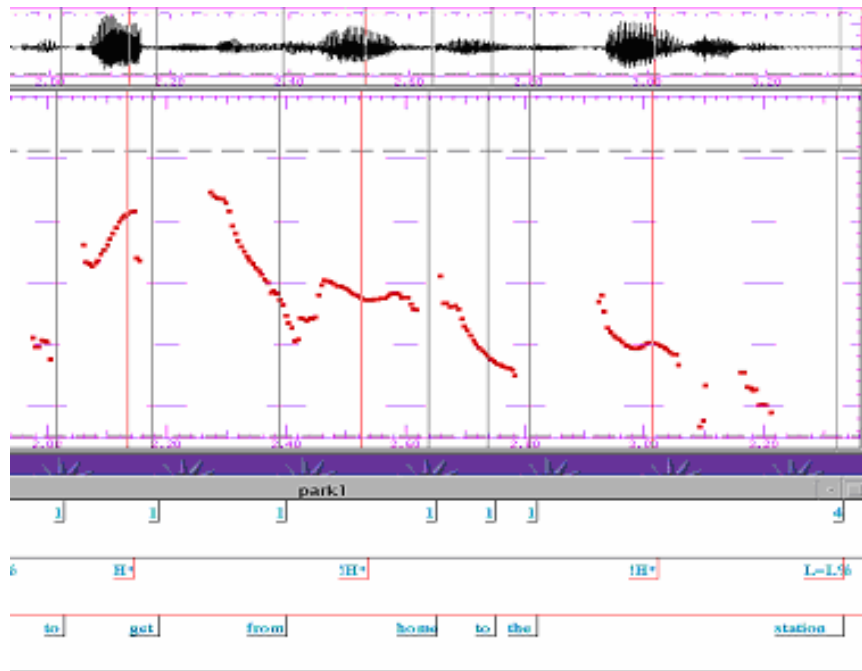 2.00 2.20 2.40 2.60 2.80 3.00 3.20
2.00 2.20 2.40 2.60 2.80 3.00 3.20
park1
1 1 1 1 1 1 4
% H* !H* !H* L-L%
to get from home to the station